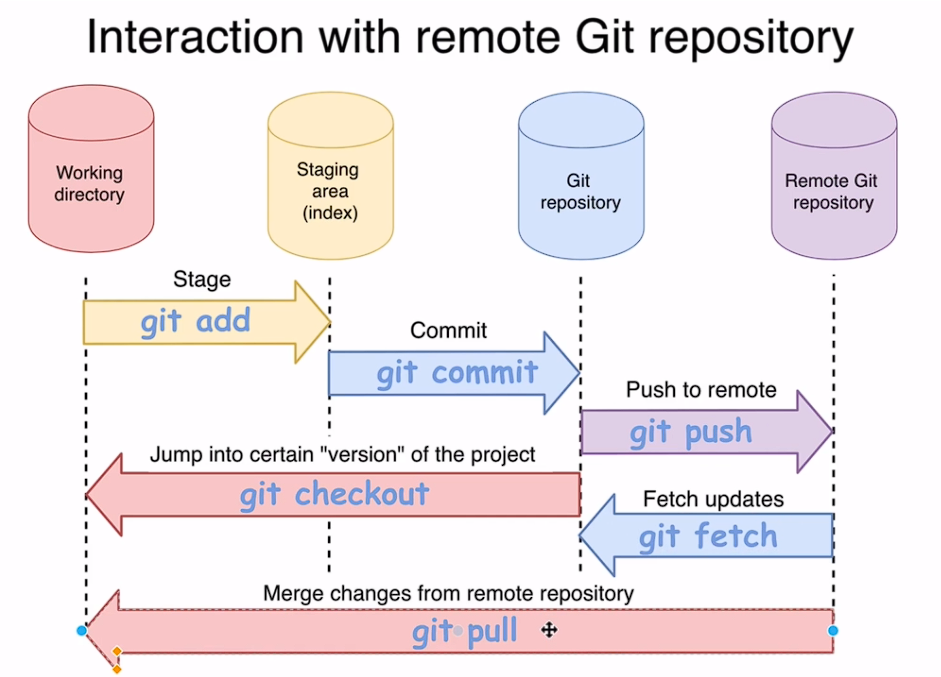 Interaction with remote Git repository
Working
directory
Staging
area
(index)
Git
repository
Remote Git
repository
Stage
git add
Commit
git commit
Push to remote
git push
Jump into certain "version" of the project
git checkout
Fetch updates
git fetch
Merge changes from remote repository
git pull